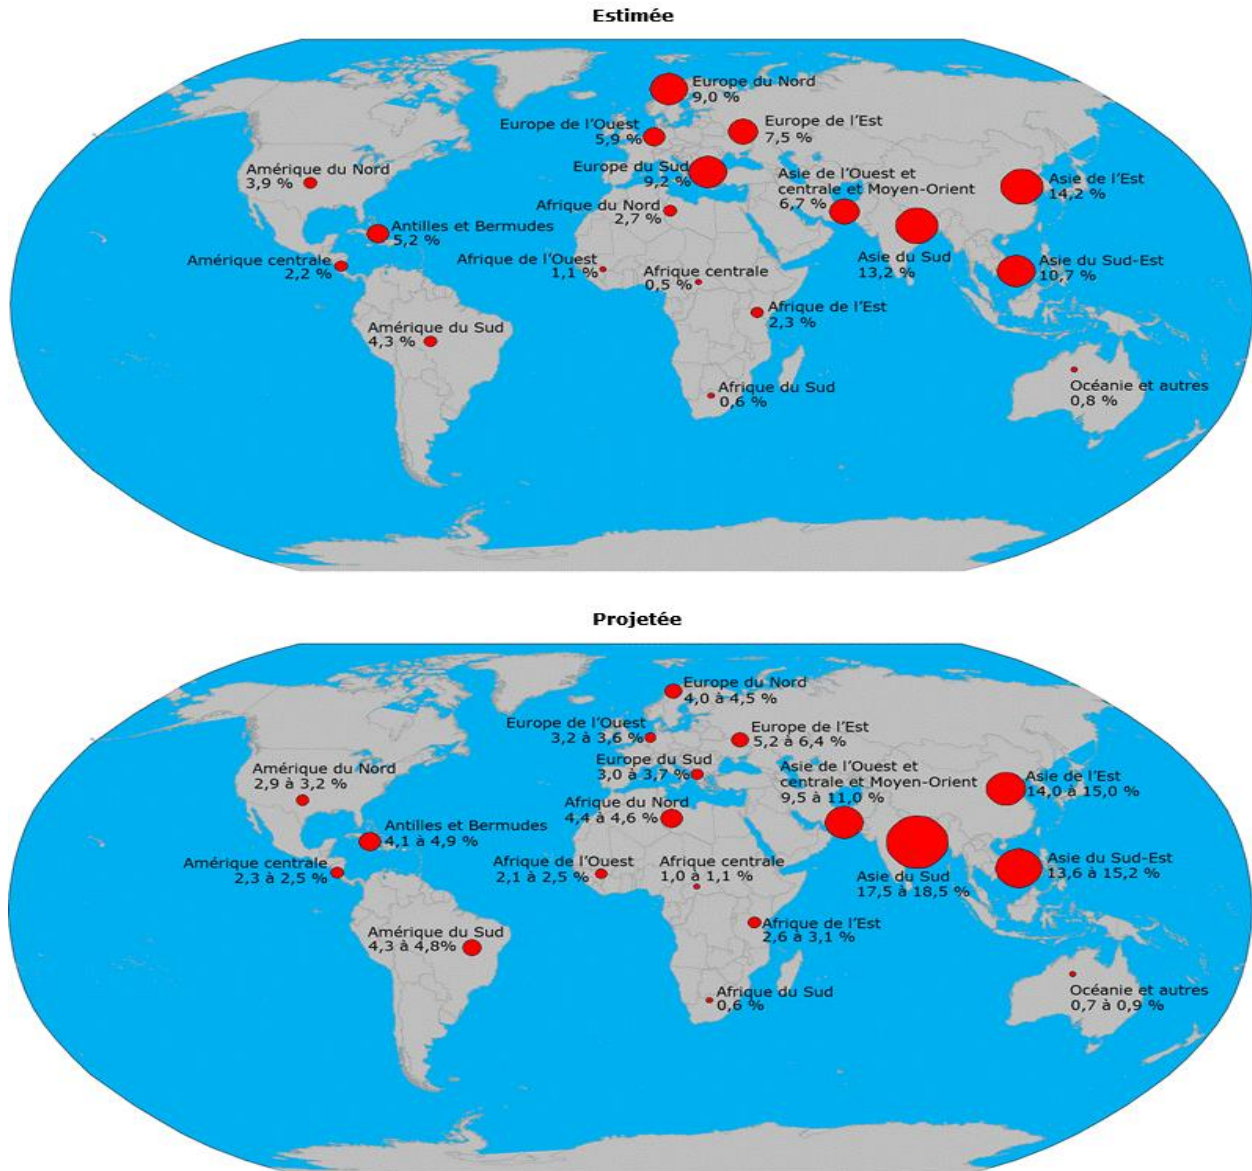 Estimée
Europe du Nord
9,0 %
Europe de l'Ouest
5,9 %
Europe de l'Est
7,5 %
Amérique du Nord
3,9 %
Europe du Sud
9,2 %
Asie de l'Ouest et
centrale et Moyen-Orient
6,7 %
Asie de l'Est
14,2 %
Afrique du Nord
2,7 %
Antilles et Bermudes
5,2 %
Amérique centrale
2,2 %
Afrique de l'Ouest
1,1 %
Afrique centrale
0,5 %
Asie du Sud
13,2 %
Asie du Sud-Est
10,7 %
Afrique de l'Est
2,3 %
Amérique du Sud
4,3 %
Afrique du Sud
0,6 %
Océanie et autres
0,8 %
Projetée
Europe du Nord
4,0 à 4,5 %
Europe de l'Ouest
3,2 à 3,6 %
Europe de l'Est
5,2 à 6,4 %
Europe du Sud
3,0 à 3,7 %
Amérique du Nord
2,9 à 3,2 %
Asie de l'Ouest et
centrale et Moyen-Orient
9,5 à 11,0 %
Asie de l'Est
14,0 à 15,0 %
Afrique du Nord
4,4 à 4,6 %
Antilles et Bermudes
4,1 à 4,9 %
Amérique centrale
2,3 à 2,5 %
Afrique de l'Ouest
2,1 à 2,5 %
Afrique centrale
1,0 à 1,1 %
Asie du Sud
17,5 à 18,5 %
Asie du Sud-Est
13,6 à 15,2 %
Afrique de l'Est
2,6 à 3,1 %
Amérique du Sud
4,3 à 4,8%
Afrique du Sud
0,6 %
Océanie et autres
0,7 à 0,9 %